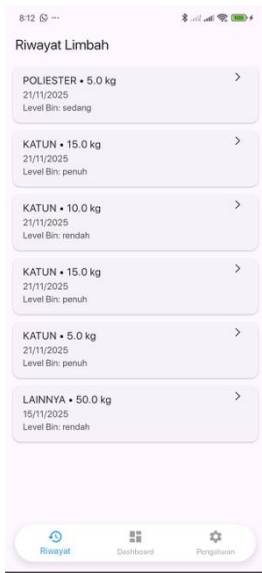 8:12
Riwayat Limbah
POLIESTER • 5.0 kg
21/11/2025
Level Bin: sedang
KATUN • 15.0 kg
21/11/2025
Level Bin: penuh
KATUN • 10.0 kg
21/11/2025
Level Bin: rendah
KATUN • 15.0 kg
21/11/2025
Level Bin: penuh
KATUN • 5.0 kg
21/11/2025
Level Bin: penuh
LAINNYA • 50.0 kg
15/11/2025
Level Bin: rendah
Riwayat Dashboard Pengaturan